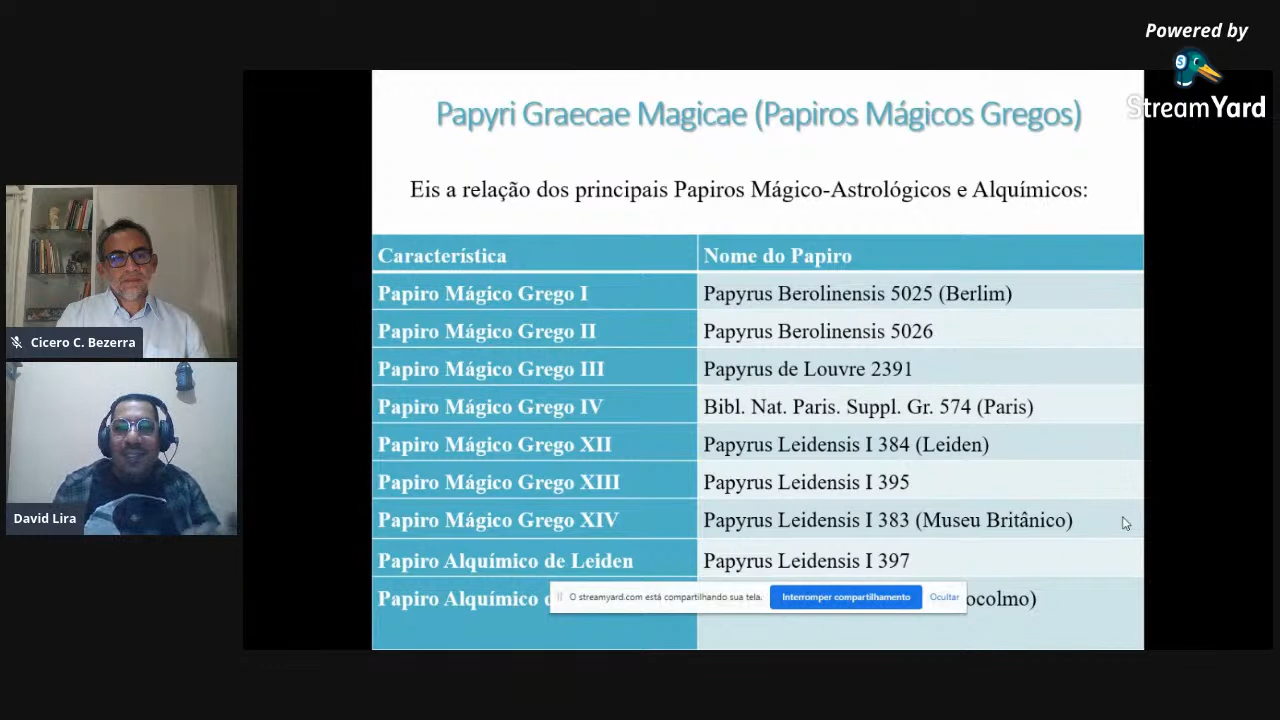 Powered by
StreamYard
Papyri Graecae Magicae (Papiros Mágicos Gregos)
Eis a relação dos principais Papiros Mágico-Astrológicos e Alquímicos:
Característica Nome do Papiro
Papiro Mágico Grego I Papyrus Berolinensis 5025 (Berlim)
Papiro Mágico Grego II Papyrus Berolinensis 5026
Papiro Mágico Grego III Papyrus de Louvre 2391
Papiro Mágico Grego IV Bibl. Nat. Paris. Suppl. Gr. 574 (Paris)
Papiro Mágico Grego XII Papyrus Leidensis I 384 (Leiden)
Papiro Mágico Grego XIII Papyrus Leidensis I 395
Papiro Mágico Grego XIV Papyrus Leidensis I 383 (Museu Britânico)
Papiro Alquímico de Leiden Papyrus Leidensis I 397
Papiro Alquímico
O streamyard.com está compartilhando sua tela. Interromper compartilhamento Ocultar
ocolmo)
Cicero C. Bezerra
David Lira